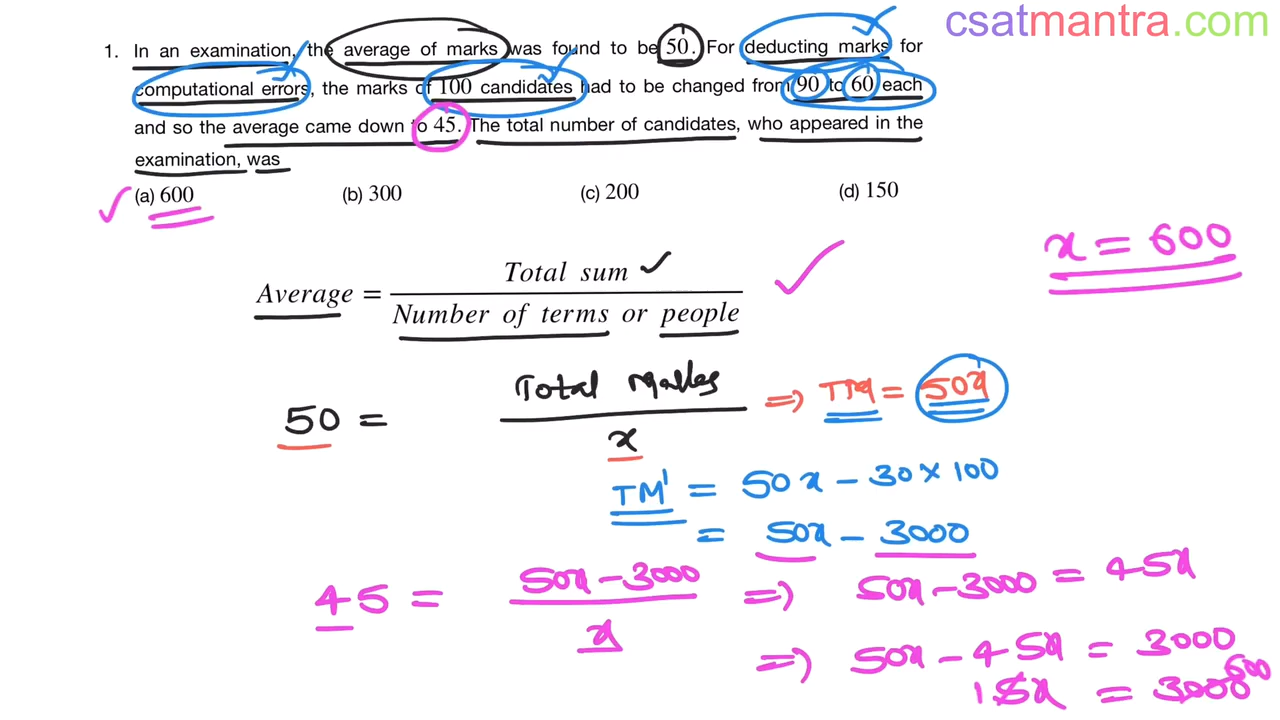 csatmantra.com
1. In an examination, the average of marks was found to be 50. For deducting marks for
computational errors, the marks of 100 candidates had to be changed from 90 to 60 each
and so the average came down to 45. The total number of candidates, who appeared in the
examination, was
(a) 600 (b) 300 (c) 200 (d) 150
x = 600
Average = Total sum / Number of terms or people
50 = Total Marks / x => TM = 50x
TM' = 50x - 30 × 100
= 50x - 3000
45 = 50x - 3000 / x => 50x - 3000 = 45x
=> 50x - 45x = 3000
15x = 3000 600